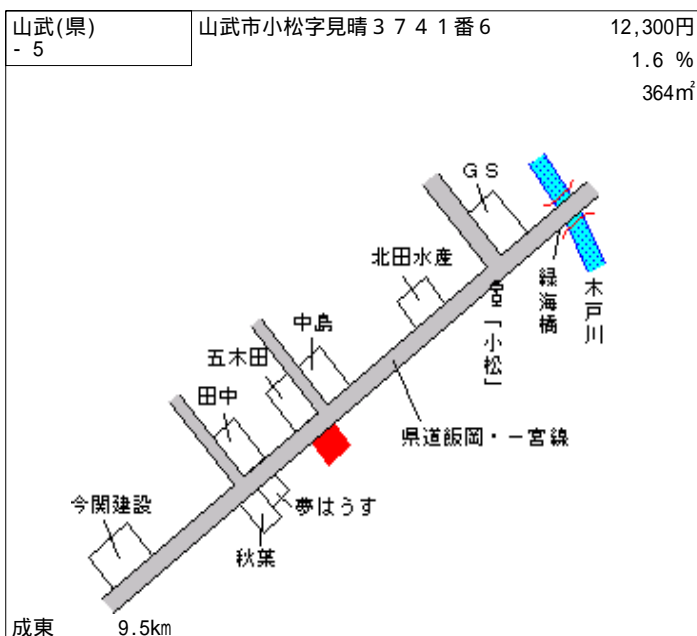 山武(県)
- 5
山武市小松字見晴３７４１番６
12,300円
1.6 %
364㎡
ＧＳ
北田水産
緑海橋
木戸川
「小松」
中島
五木田
田中
県道飯岡・一宮線
夢はうす
今関建設
秋葉
成東 9.5km